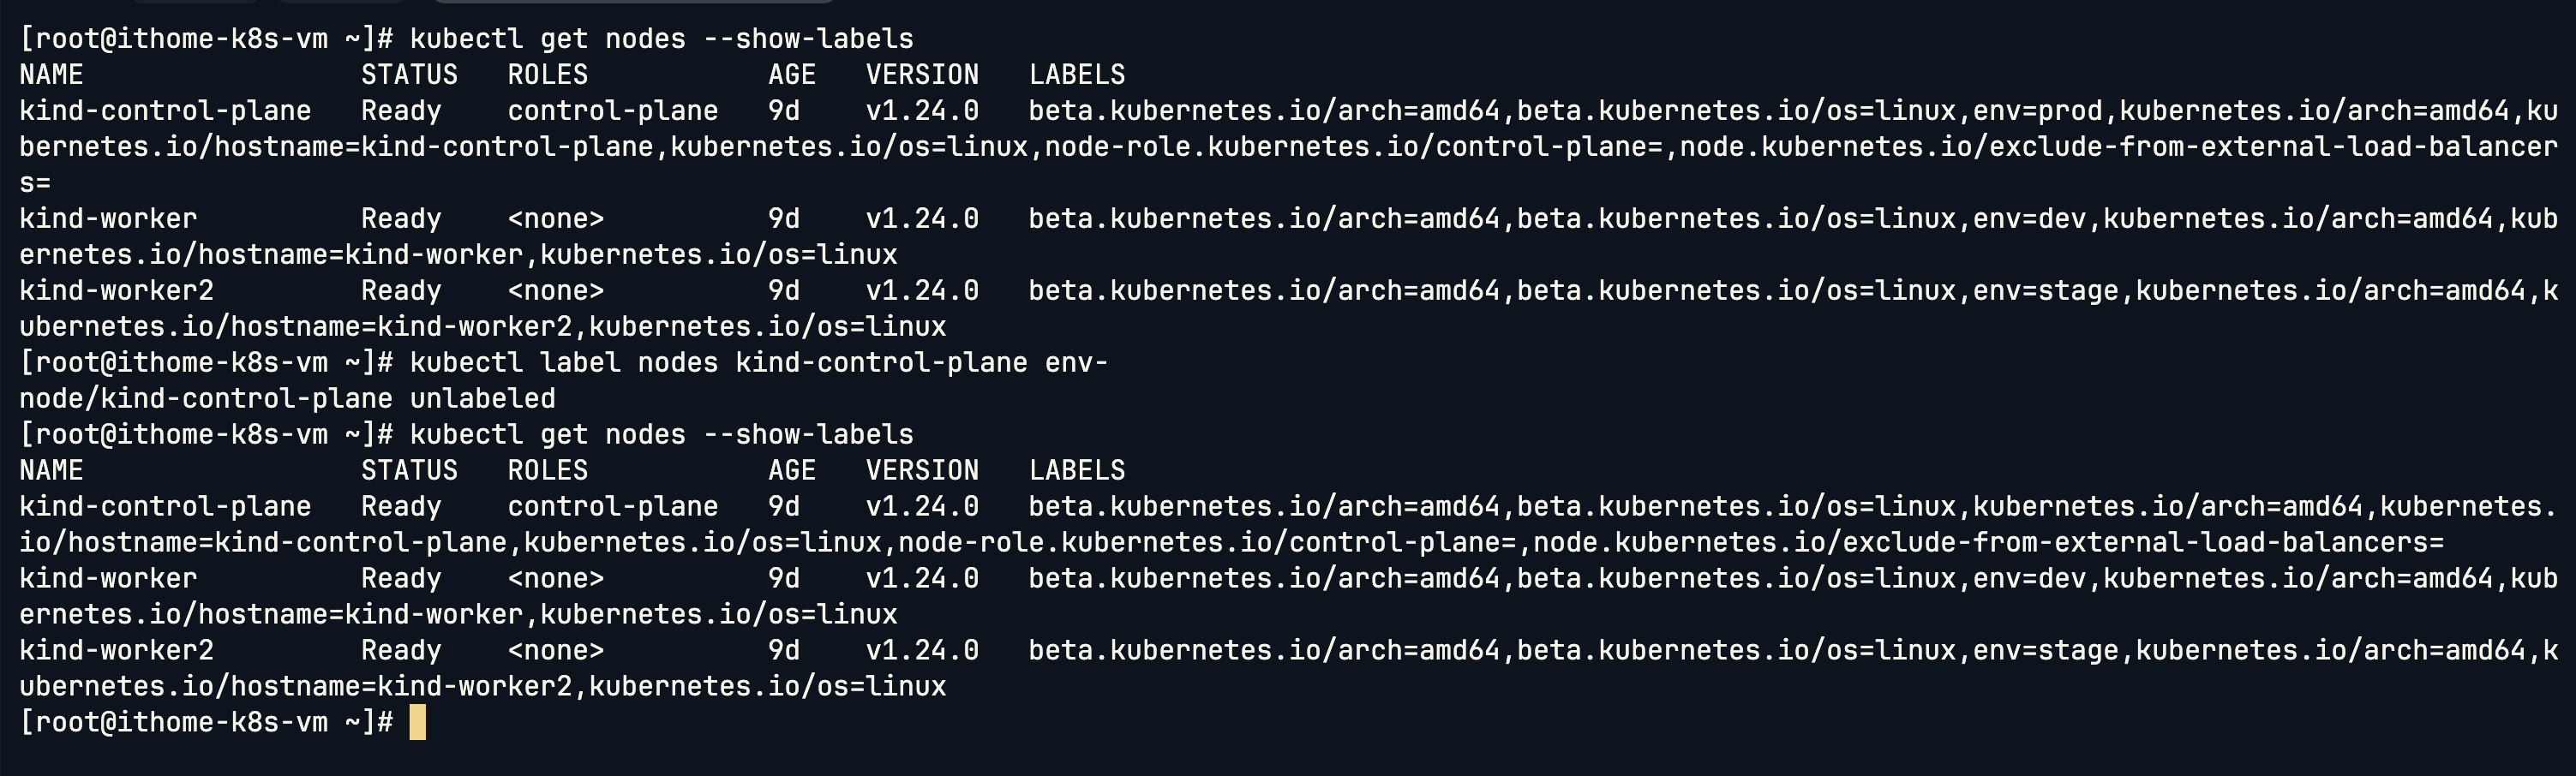 [root@ithome-k8s-vm ~]# kubectl get nodes --show-labels
NAME                 STATUS   ROLES           AGE   VERSION   LABELS
kind-control-plane   Ready    control-plane   9d    v1.24.0   beta.kubernetes.io/arch=amd64,beta.kubernetes.io/os=linux,env=prod,kubernetes.io/arch=amd64,ku
bernetes.io/hostname=kind-control-plane,kubernetes.io/os=linux,node-role.kubernetes.io/control-plane=,node.kubernetes.io/exclude-from-external-load-balancer
s=
kind-worker          Ready    <none>          9d    v1.24.0   beta.kubernetes.io/arch=amd64,beta.kubernetes.io/os=linux,env=dev,kubernetes.io/arch=amd64,kub
ernetes.io/hostname=kind-worker,kubernetes.io/os=linux
kind-worker2         Ready    <none>          9d    v1.24.0   beta.kubernetes.io/arch=amd64,beta.kubernetes.io/os=linux,env=stage,kubernetes.io/arch=amd64,k
ubernetes.io/hostname=kind-worker2,kubernetes.io/os=linux
[root@ithome-k8s-vm ~]# kubectl label nodes kind-control-plane env-
node/kind-control-plane unlabeled
[root@ithome-k8s-vm ~]# kubectl get nodes --show-labels
NAME                 STATUS   ROLES           AGE   VERSION   LABELS
kind-control-plane   Ready    control-plane   9d    v1.24.0   beta.kubernetes.io/arch=amd64,beta.kubernetes.io/os=linux,kubernetes.io/arch=amd64,kubernetes.
io/hostname=kind-control-plane,kubernetes.io/os=linux,node-role.kubernetes.io/control-plane=,node.kubernetes.io/exclude-from-external-load-balancers=
kind-worker          Ready    <none>          9d    v1.24.0   beta.kubernetes.io/arch=amd64,beta.kubernetes.io/os=linux,env=dev,kubernetes.io/arch=amd64,kub
ernetes.io/hostname=kind-worker,kubernetes.io/os=linux
kind-worker2         Ready    <none>          9d    v1.24.0   beta.kubernetes.io/arch=amd64,beta.kubernetes.io/os=linux,env=stage,kubernetes.io/arch=amd64,k
ubernetes.io/hostname=kind-worker2,kubernetes.io/os=linux
[root@ithome-k8s-vm ~]#